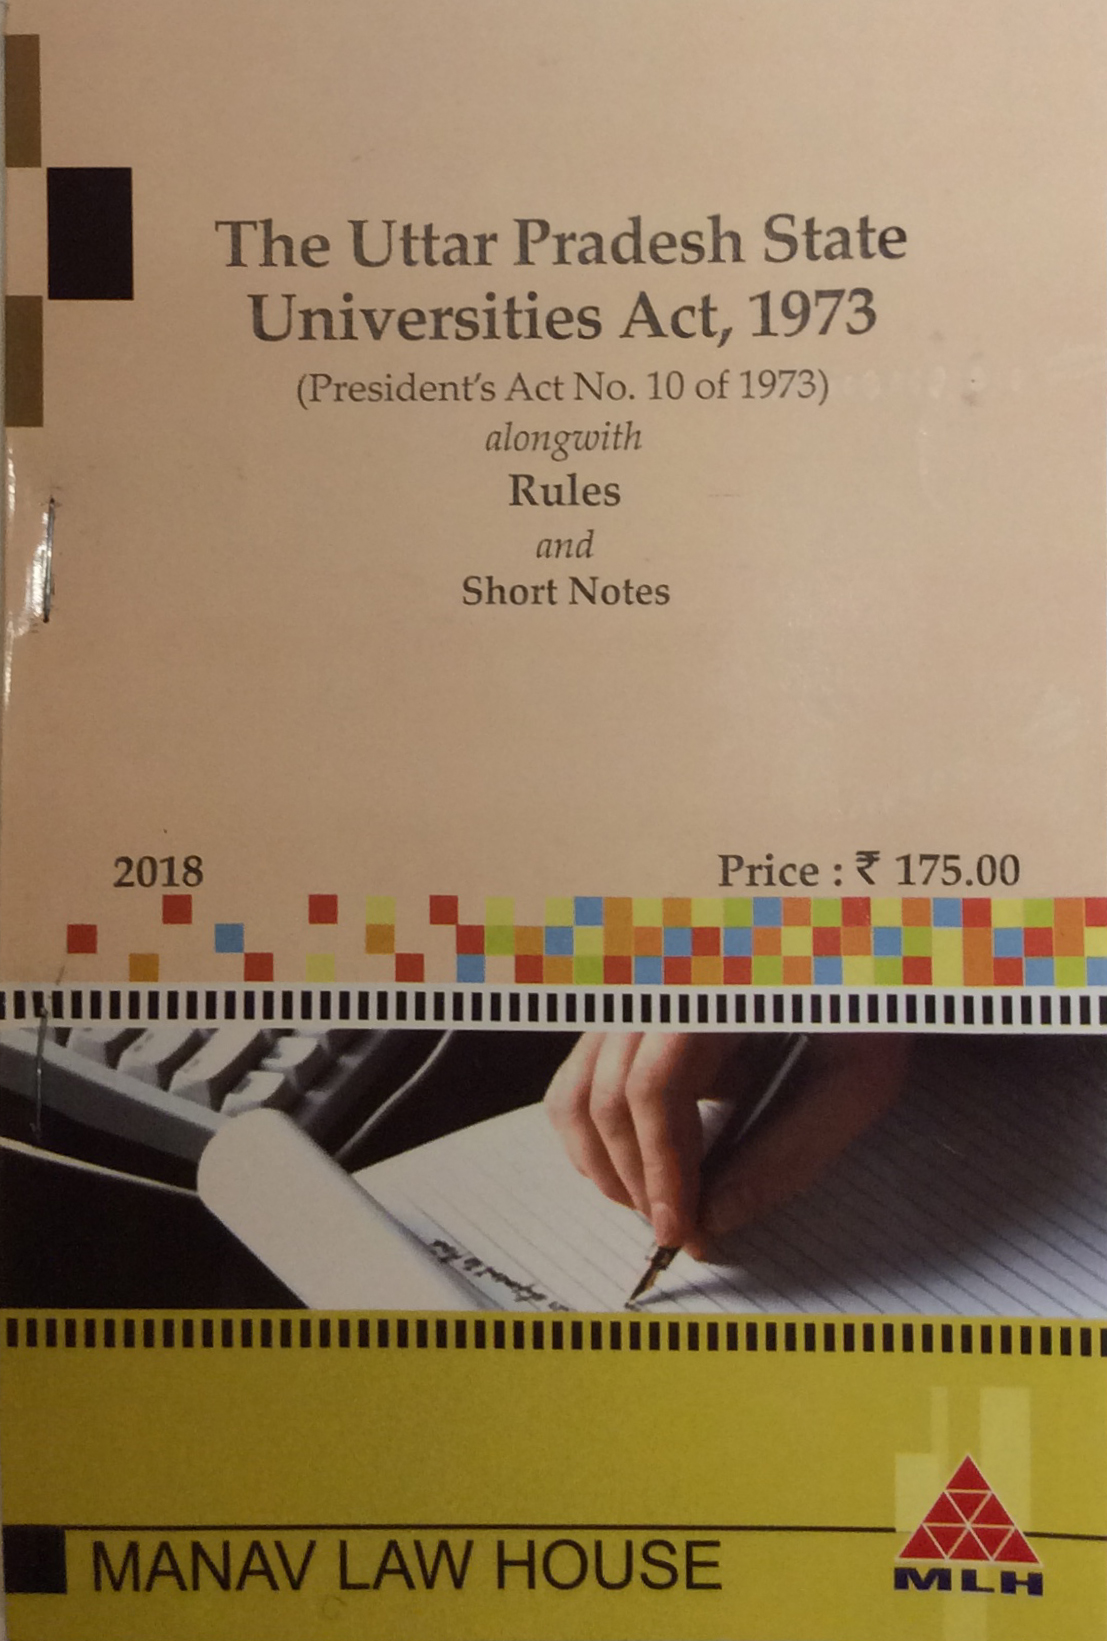 The Uttar Pradesh State
Universities Act, 1973
(President's Act No. 10 of 1973)
alongwith
Rules
and
Short Notes
2018
Price : ₹ 175.00
MANAV LAW HOUSE
MLH